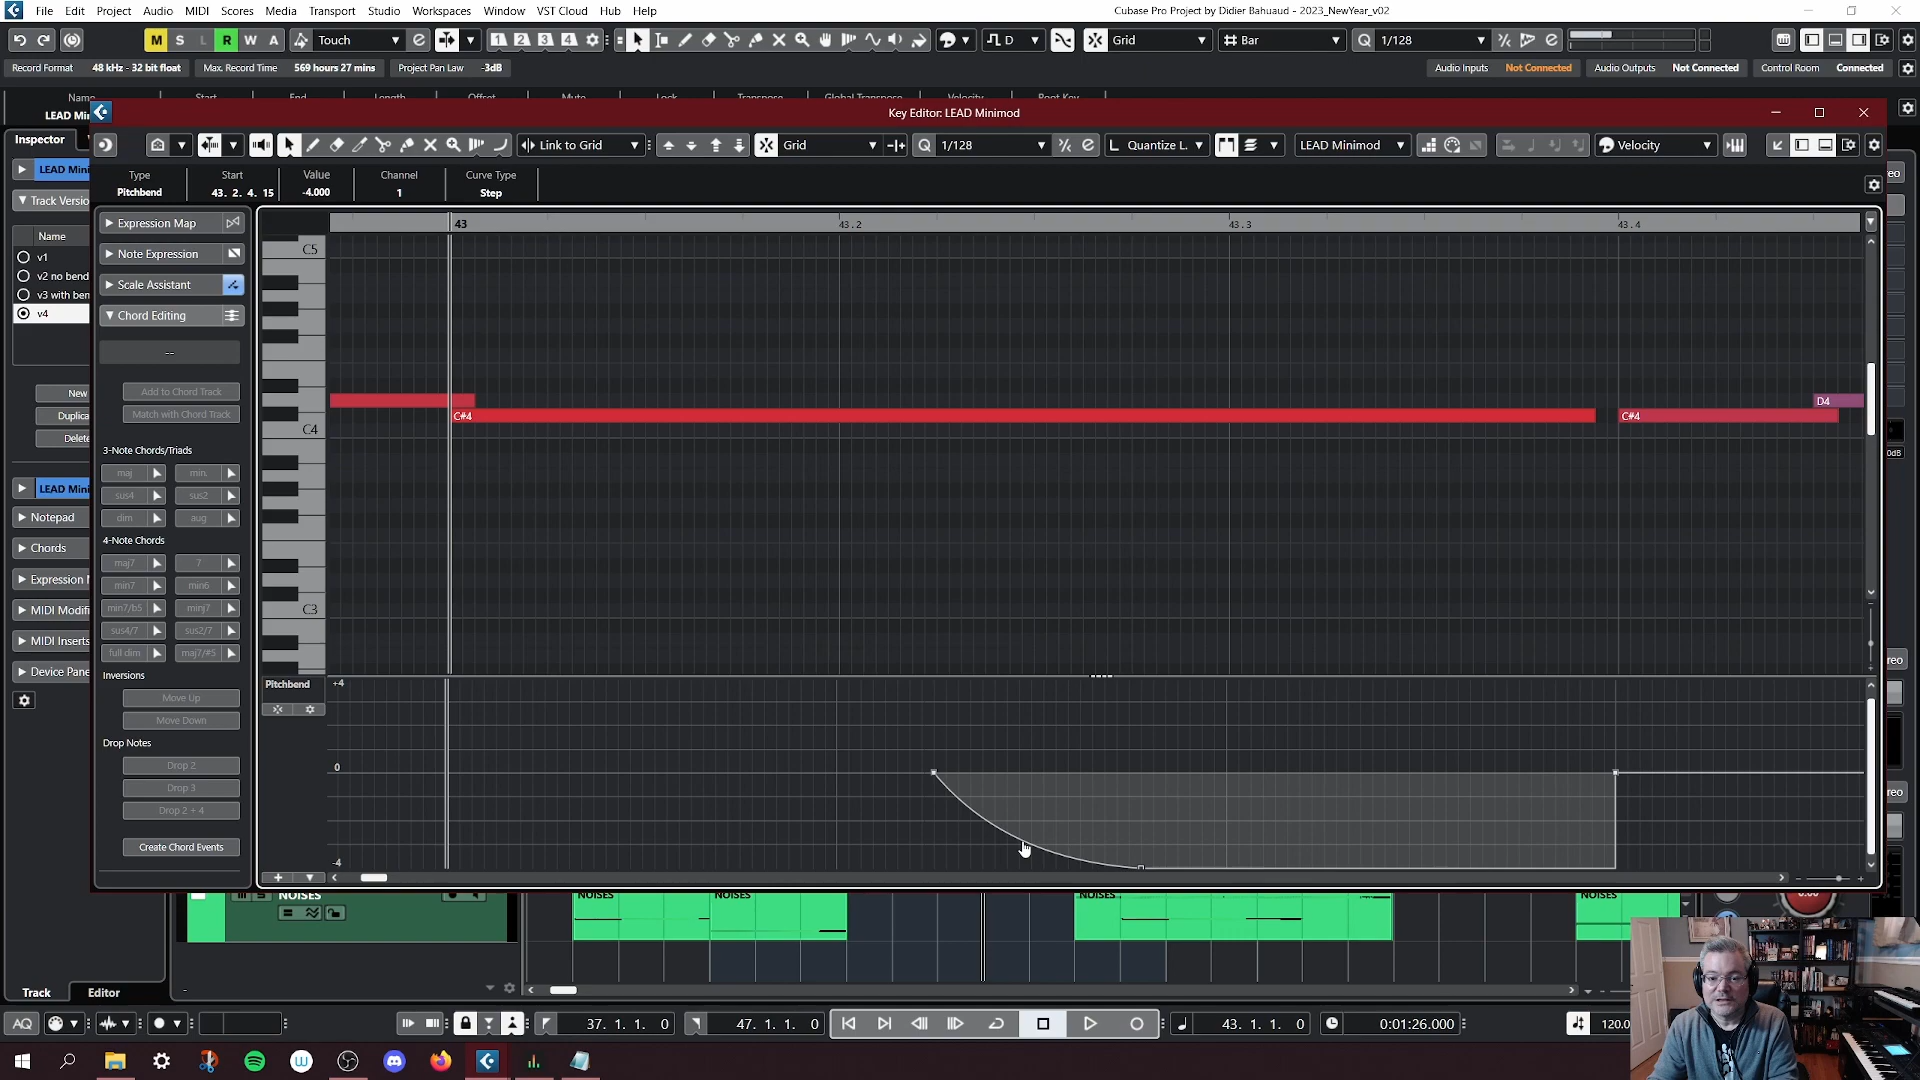 File Edit Project Audio MIDI Scores Media Transport Studio Workspaces Window VST Cloud Hub Help
Cubase Pro Project by Didier Bahuaud - 2023_NewYear_v02
M S L R W A Touch 1 2 3 4 D Grid Bar Q 1/128
Record Format 48 kHz - 32 bit float Max. Record Time 569 hours 27 mins Project Pan Law -3dB Audio Inputs Not Connected Audio Outputs Not Connected Control Room Connected
Name Start End Length Offset Mute Lock Transpose Global Transpose Velocity Root Key
LEAD Min
Key Editor: LEAD Minimod
Inspector
Link to Grid Grid Q 1/128 L Quantize L. LEAD Minimod Velocity
Type Start Value Channel Curve Type
Pitchbend 43. 2. 4. 15 -4.000 1 Step
LEAD Mini
Track Versio
Name
v1
v2 no bend
v3 with ben
v4
New
Duplica
Delete
LEAD Mini
Notepad
Chords
Expression M
MIDI Modifi
MIDI Inserts
Device Pane
Expression Map
Note Expression
Scale Assistant
Chord Editing
--
Add to Chord Track
Match with Chord Track
3-Note Chords/Triads
maj min.
sus4 sus2
dim aug
4-Note Chords
maj7 7
min7 min6
min7/b5 minj7
sus4/7 sus2/7
full dim maj7/#5
Inversions
Move Up
Move Down
Drop Notes
Drop 2
Drop 3
Drop 2 + 4
Create Chord Events
43 43.2 43.3 43.4
C5
C#4 C#4 D4
C4
C3
Pitchbend +4
0
-4
reo
0dB
reo
reo
0.00
NOISES NOISES NOISES NOISES NOISES
Track Editor
AQ 37. 1. 1. 0 47. 1. 1. 0 43. 1. 1. 0 0:01:26.000 120.0